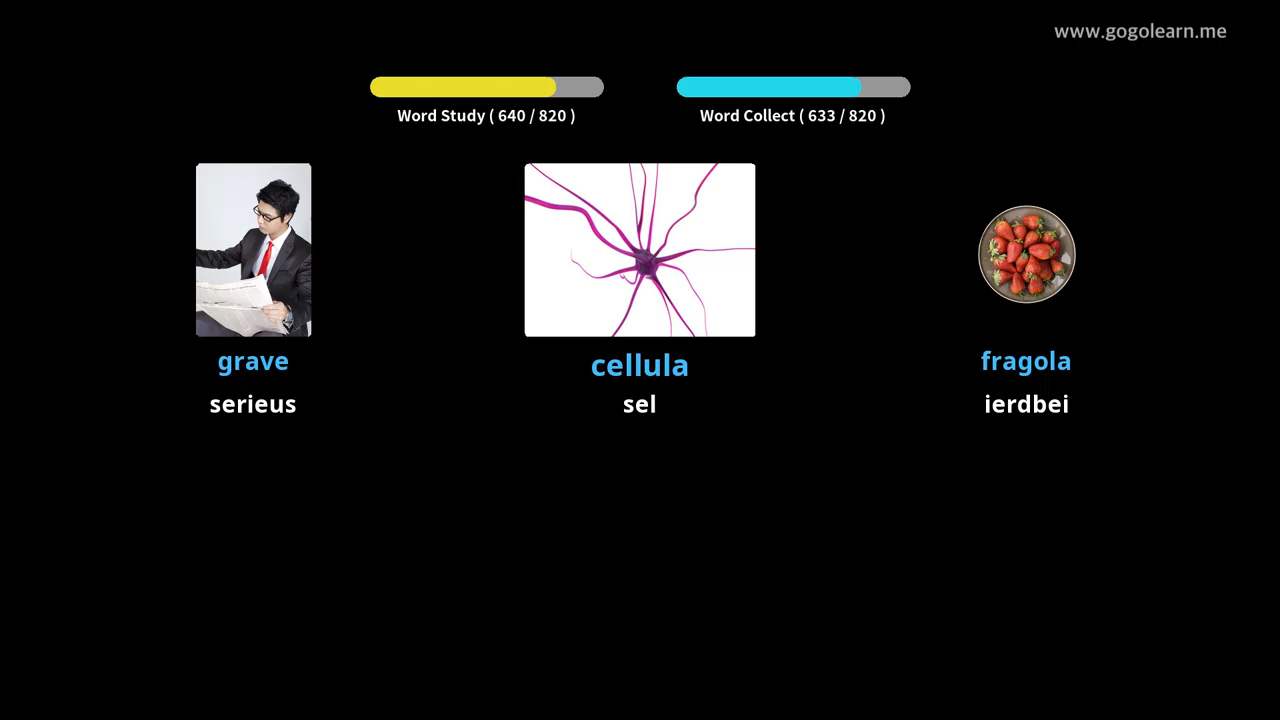 www.gogolearn.me
Word Study ( 640 / 820 )
Word Collect ( 633 / 820 )
grave
cellula
fragola
serieus
sel
ierdbei